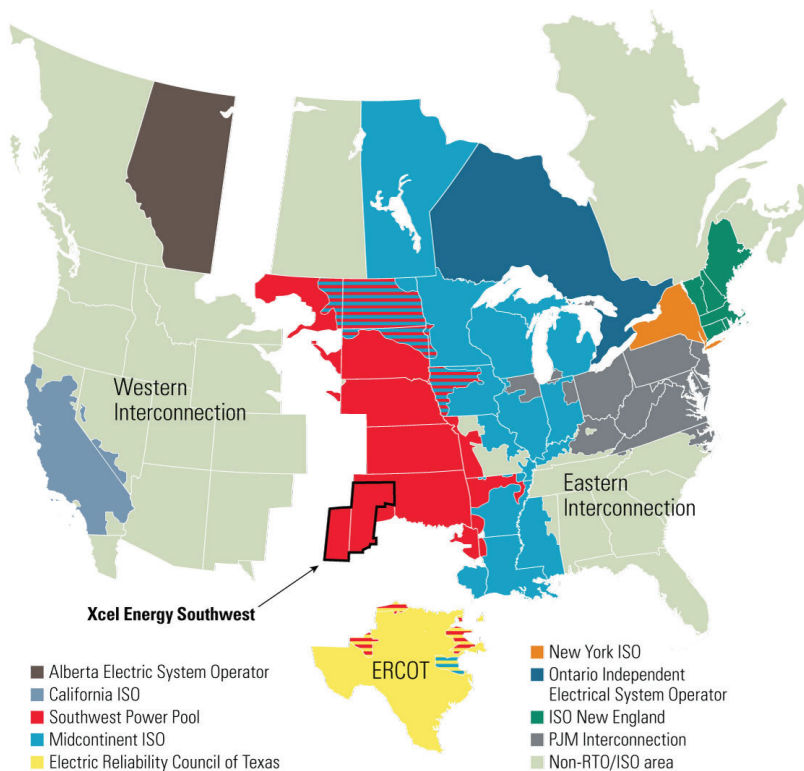 Western
Interconnection
Eastern
Interconnection
Xcel Energy Southwest
ERCOT
Alberta Electric System Operator
California ISO
Southwest Power Pool
Midcontinent ISO
Electric Reliability Council of Texas
New York ISO
Ontario Independent
Electrical System Operator
ISO New England
PJM Interconnection
Non-RTO/ISO area